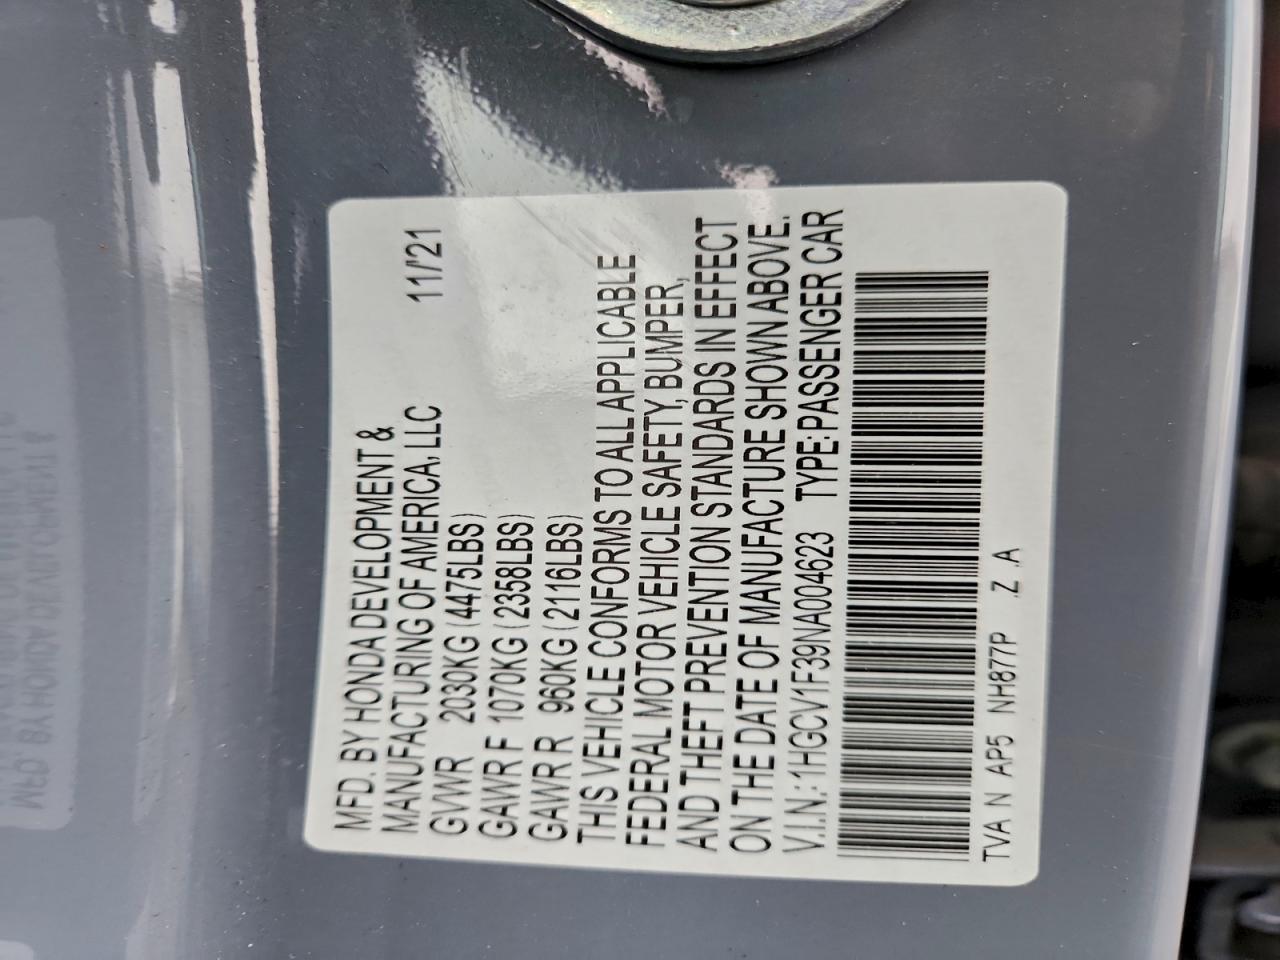 MFD. BY HONDA DEVELOPMENT &
MANUFACTURING OF AMERICA, LLC 11/'21
GVWR 2030KG (4475LBS)
GAWR F 1070KG (2358LBS)
GAWR R 960KG (2116LBS)
THIS VEHICLE CONFORMS TO ALL APPLICABLE
FEDERAL MOTOR VEHICLE SAFETY, BUMPER,
AND THEFT PREVENTION STANDARDS IN EFFECT
ON THE DATE OF MANUFACTURE SHOWN ABOVE.
V.I.N.: 1HGCV1F39NA004623 TYPE: PASSENGER CAR
TVA N AP5 NH877P .Z .A